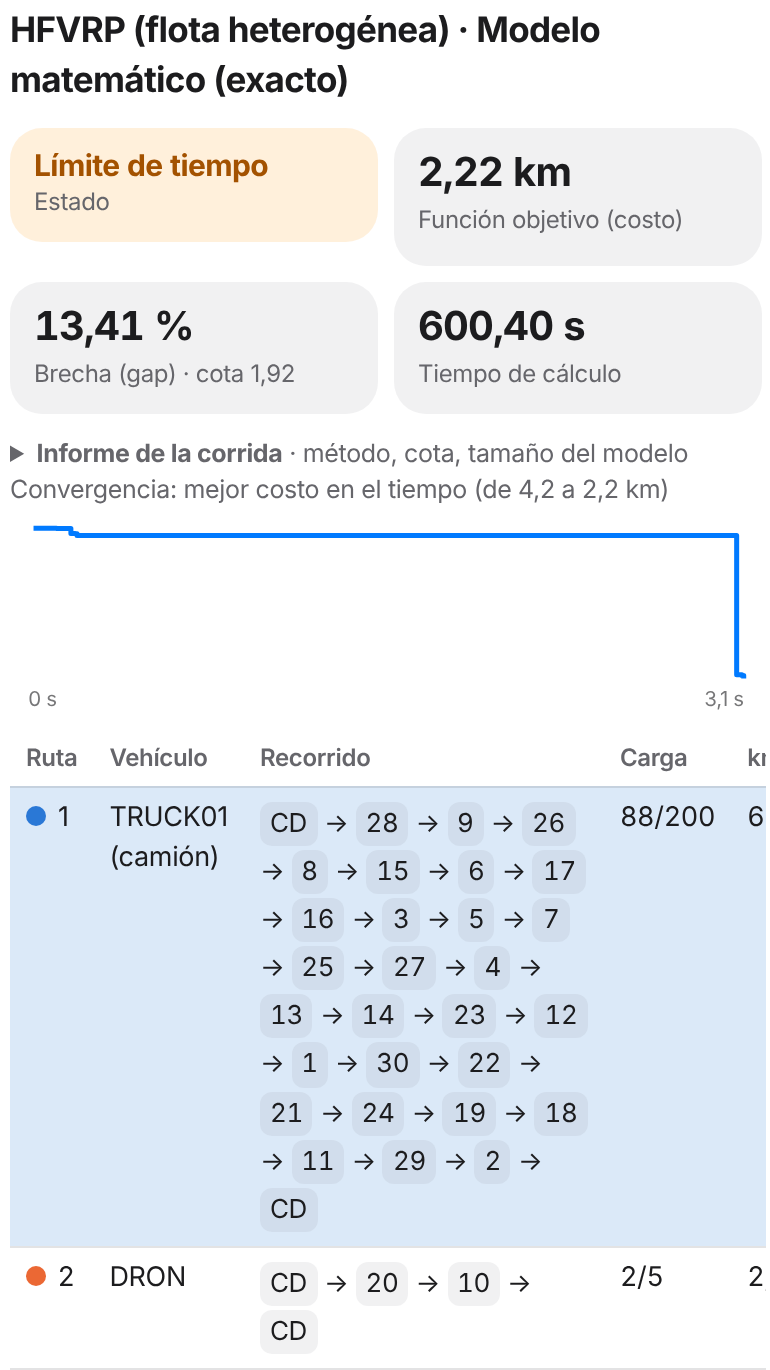 HFVRP (flota heterogénea) · Modelo
matemático (exacto)
Límite de tiempo
Estado
2,22 km
Función objetivo (costo)
13,41 %
Brecha (gap) · cota 1,92
600,40 s
Tiempo de cálculo
▶ Informe de la corrida · método, cota, tamaño del modelo
Convergencia: mejor costo en el tiempo (de 4,2 a 2,2 km)
0 s 3,1 s
Ruta Vehículo Recorrido Carga
1 TRUCK01 CD → 28 → 9 → 26 88/200 6
(camión) → 8 → 15 → 6 → 17
→ 16 → 3 → 5 → 7
→ 25 → 27 → 4 →
13 → 14 → 23 → 12
→ 1 → 30 → 22 →
21 → 24 → 19 → 18
→ 11 → 29 → 2 →
CD
2 DRON CD → 20 → 10 → 2/5 2
CD